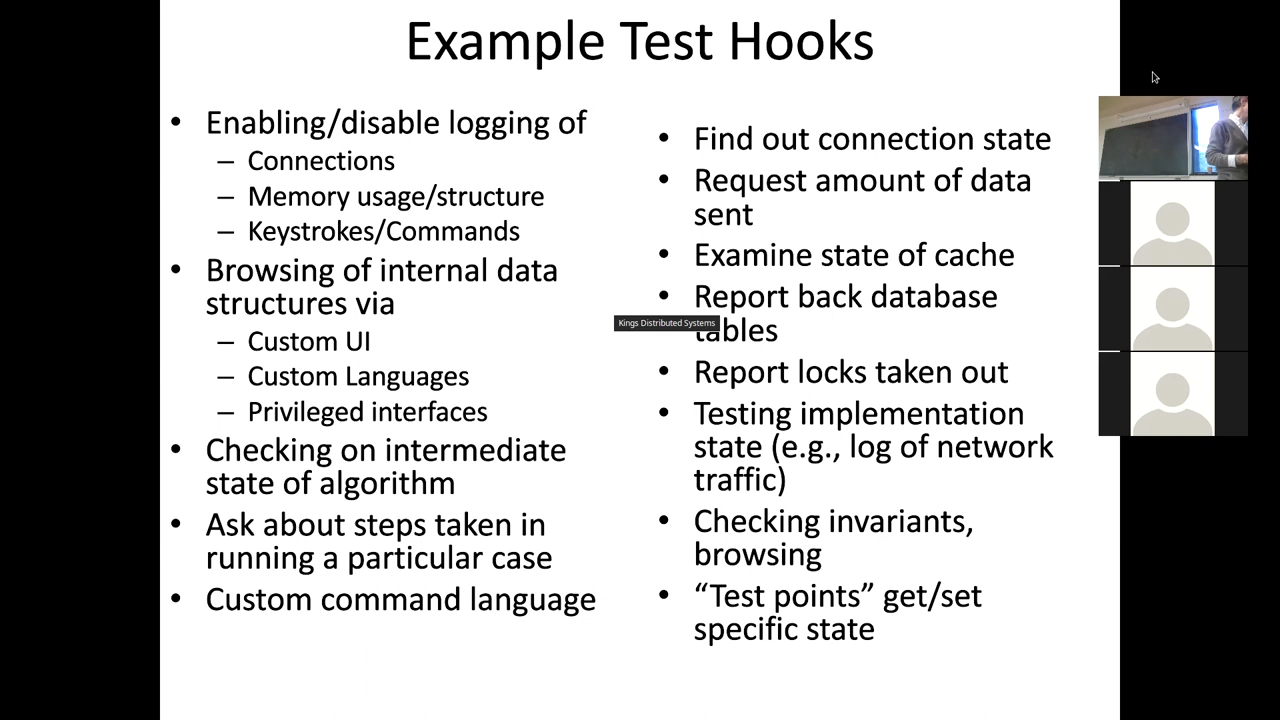 Example Test Hooks
• Enabling/disable logging of
– Connections
– Memory usage/structure
– Keystrokes/Commands
• Browsing of internal data
structures via
– Custom UI
– Custom Languages
– Privileged interfaces
• Checking on intermediate
state of algorithm
• Ask about steps taken in
running a particular case
• Custom command language
• Find out connection state
• Request amount of data
sent
• Examine state of cache
• Report back database
tables
• Report locks taken out
• Testing implementation
state (e.g., log of network
traffic)
• Checking invariants,
browsing
• “Test points” get/set
specific state
Kings Distributed Systems